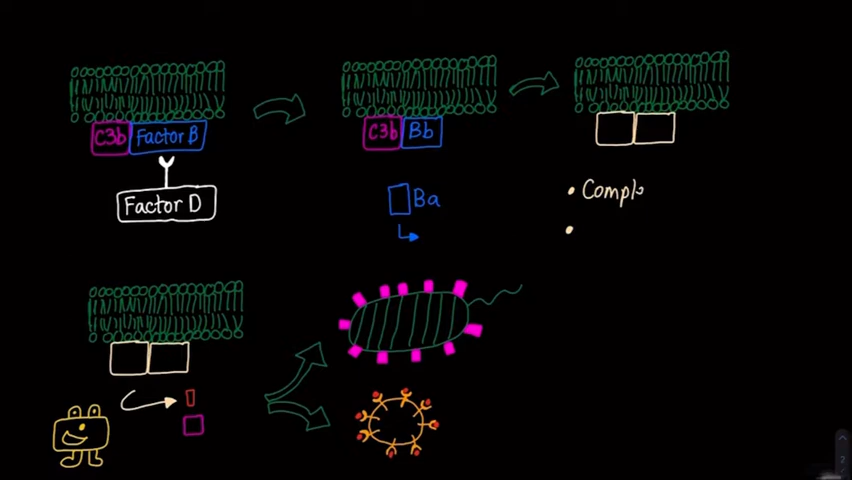 C3b Factor B
Factor D
C3b Bb
Ba
• Compl
•